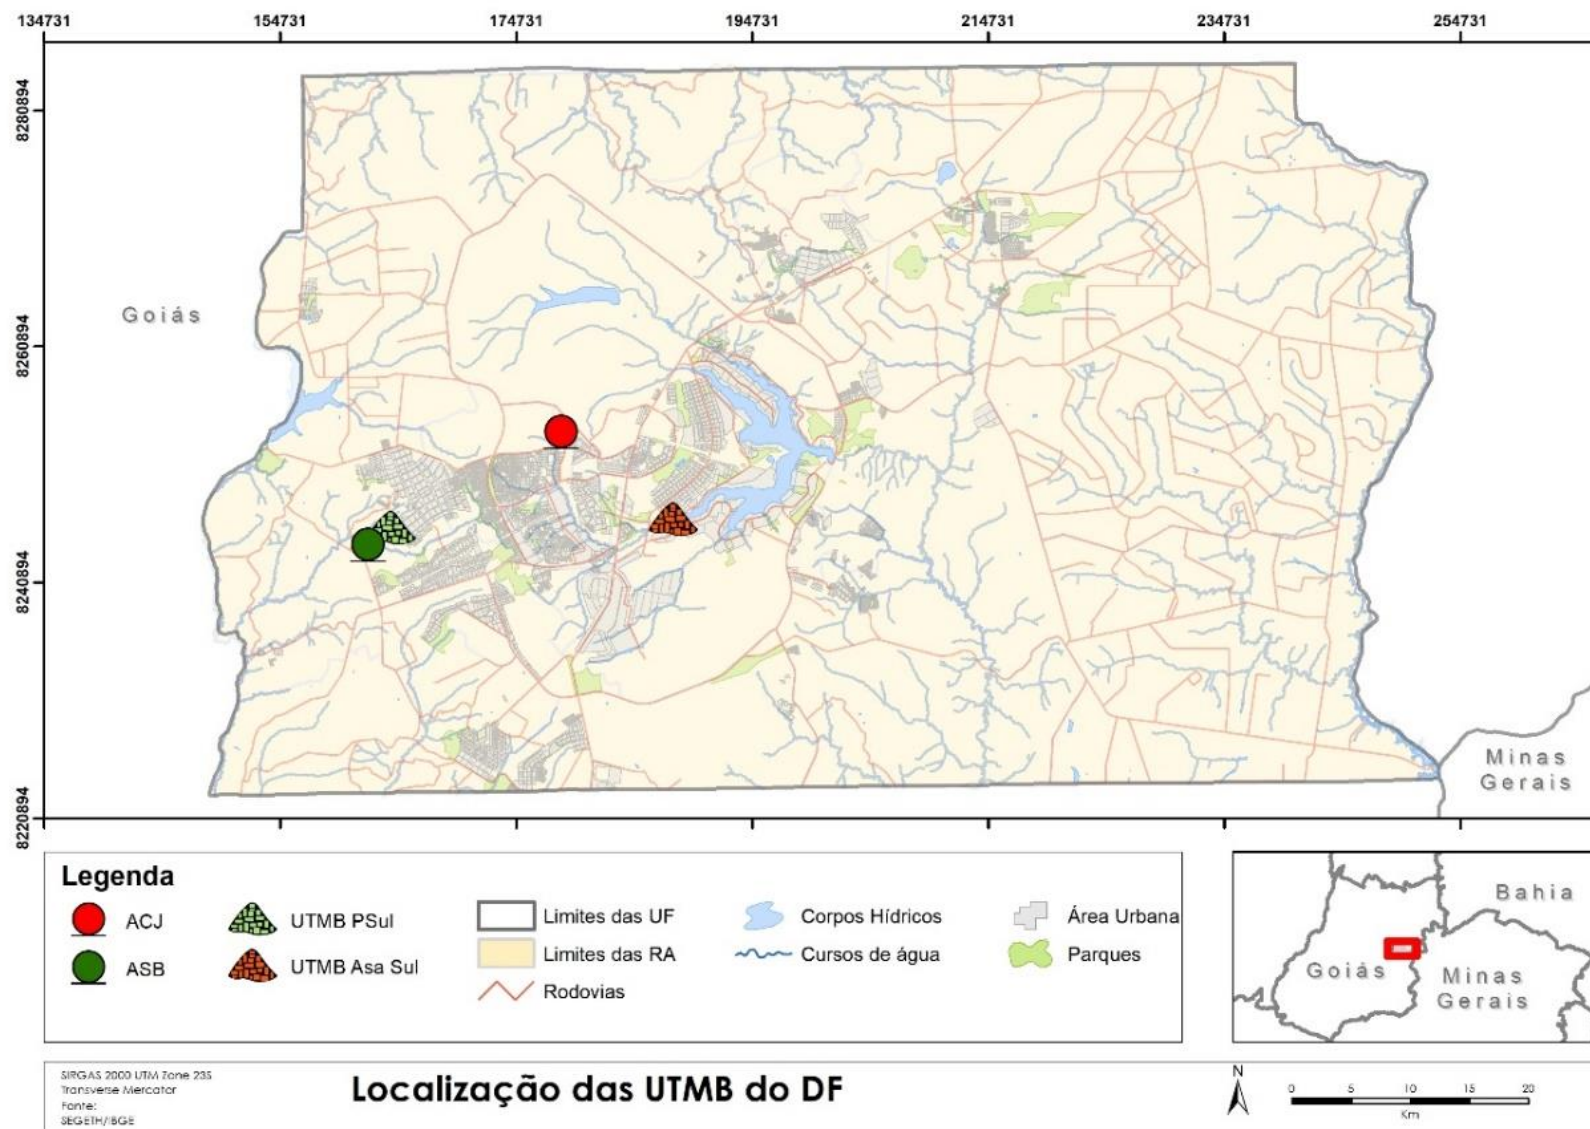 134731 154731 174731 194731 214731 234731 254731
8280894
8260894
8240894
8220894
Goiás
Minas
Gerais
Legenda
ACJ
ASB
UTMB PSul
UTMB Asa Sul
Limites das UF
Limites das RA
Rodovias
Corpos Hídricos
Cursos de água
Área Urbana
Parques
Bahia
Goiás
Minas
Gerais
SIRGAS 2000 UTM Zone 23S
Transverse Mercator
Fonte:
SEGETH/IBGE
Localização das UTMB do DF
N
0 5 10 15 20
Km